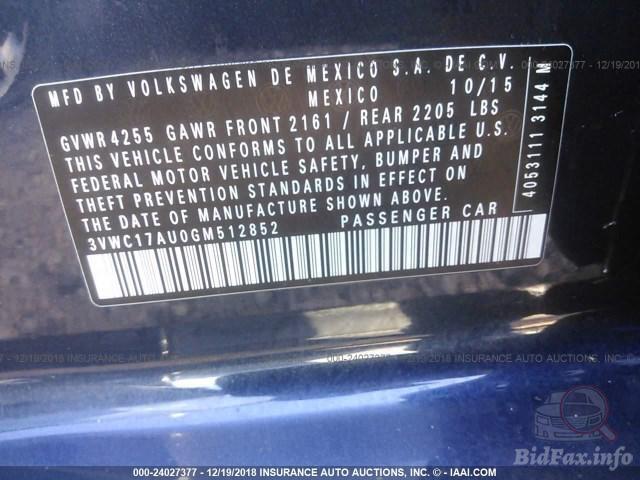 MFD BY VOLKSWAGEN DE MEXICO S.A. DE C.V.
MEXICO 10/15
GVWR 4255 GAWR FRONT 2161 / REAR 2205 LBS
THIS VEHICLE CONFORMS TO ALL APPLICABLE U.S.
FEDERAL MOTOR VEHICLE SAFETY, BUMPER AND
THEFT PREVENTION STANDARDS IN EFFECT ON
THE DATE OF MANUFACTURE SHOWN ABOVE.
3VWC17AU0GM512852 PASSENGER CAR
4053111 3144 M
000-24027377 - 12/19/2018 INSURANCE AUTO AUCTIONS, INC. - © IAAI.COM
BidFax.info